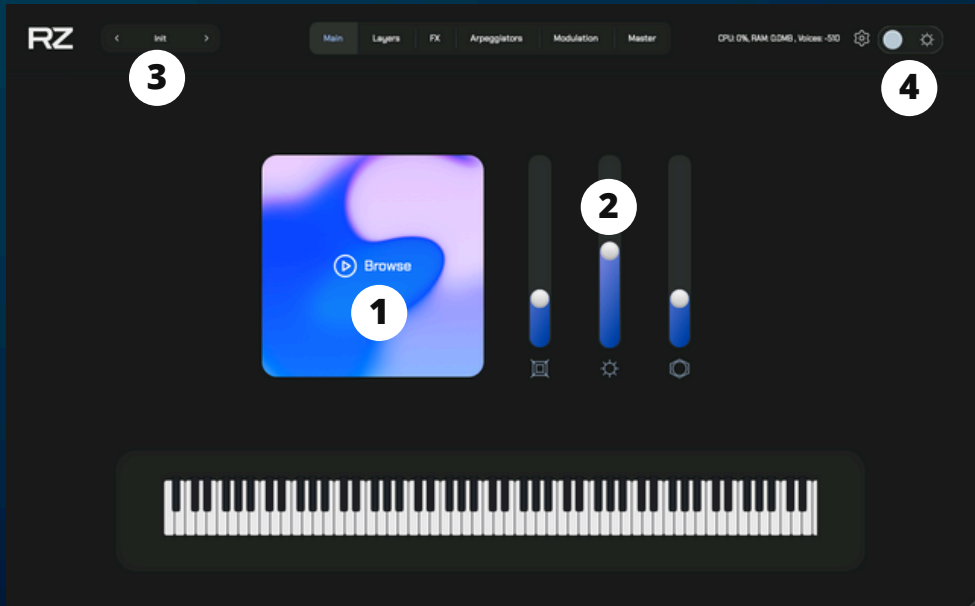 RZ
Init
Main Layers FX Arpeggiators Modulation Master
CPU: 0%, RAM: 0.0MB , Voices: -510
3
4
2
Browse
1